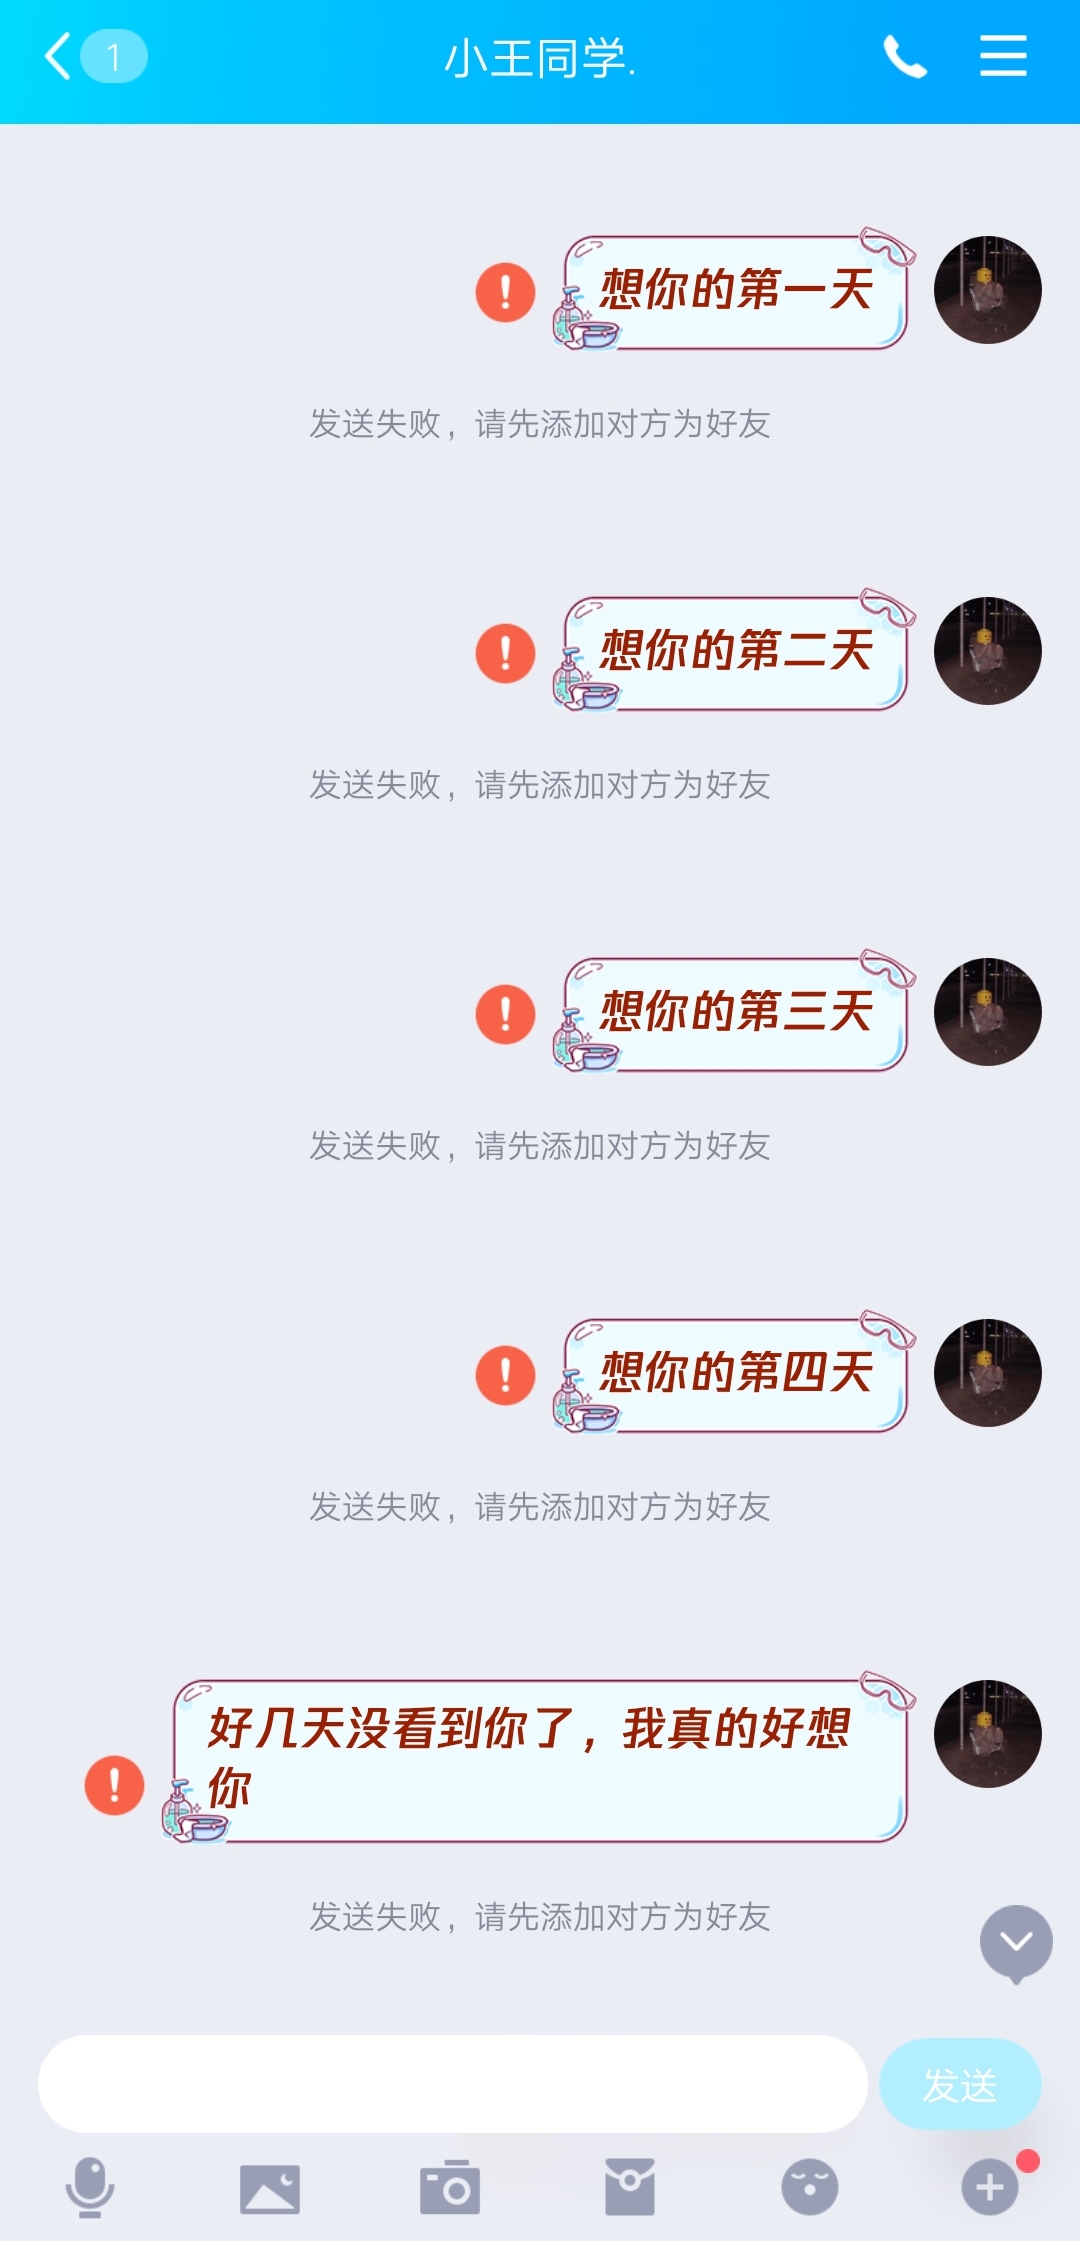 1
小王同学.
想你的第一天
发送失败，请先添加对方为好友
想你的第二天
发送失败，请先添加对方为好友
想你的第三天
发送失败，请先添加对方为好友
想你的第四天
发送失败，请先添加对方为好友
好几天没看到你了，我真的好想
你
发送失败，请先添加对方为好友
发送